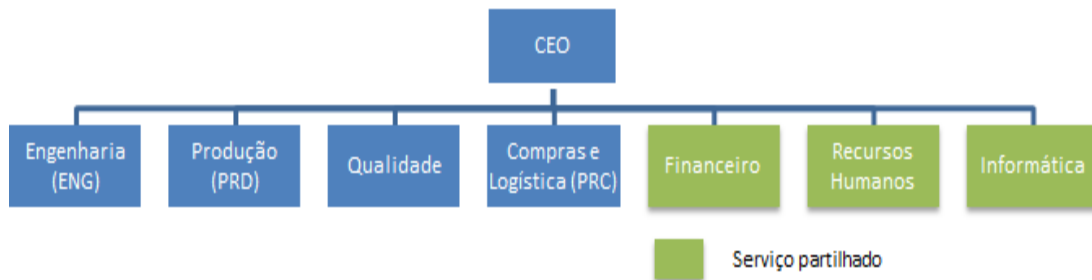 CEO
Engenharia
(ENG)
Produção
(PRD)
Qualidade
Compras e
Logística (PRC)
Financeiro
Recursos
Humanos
Informática
Serviço partilhado